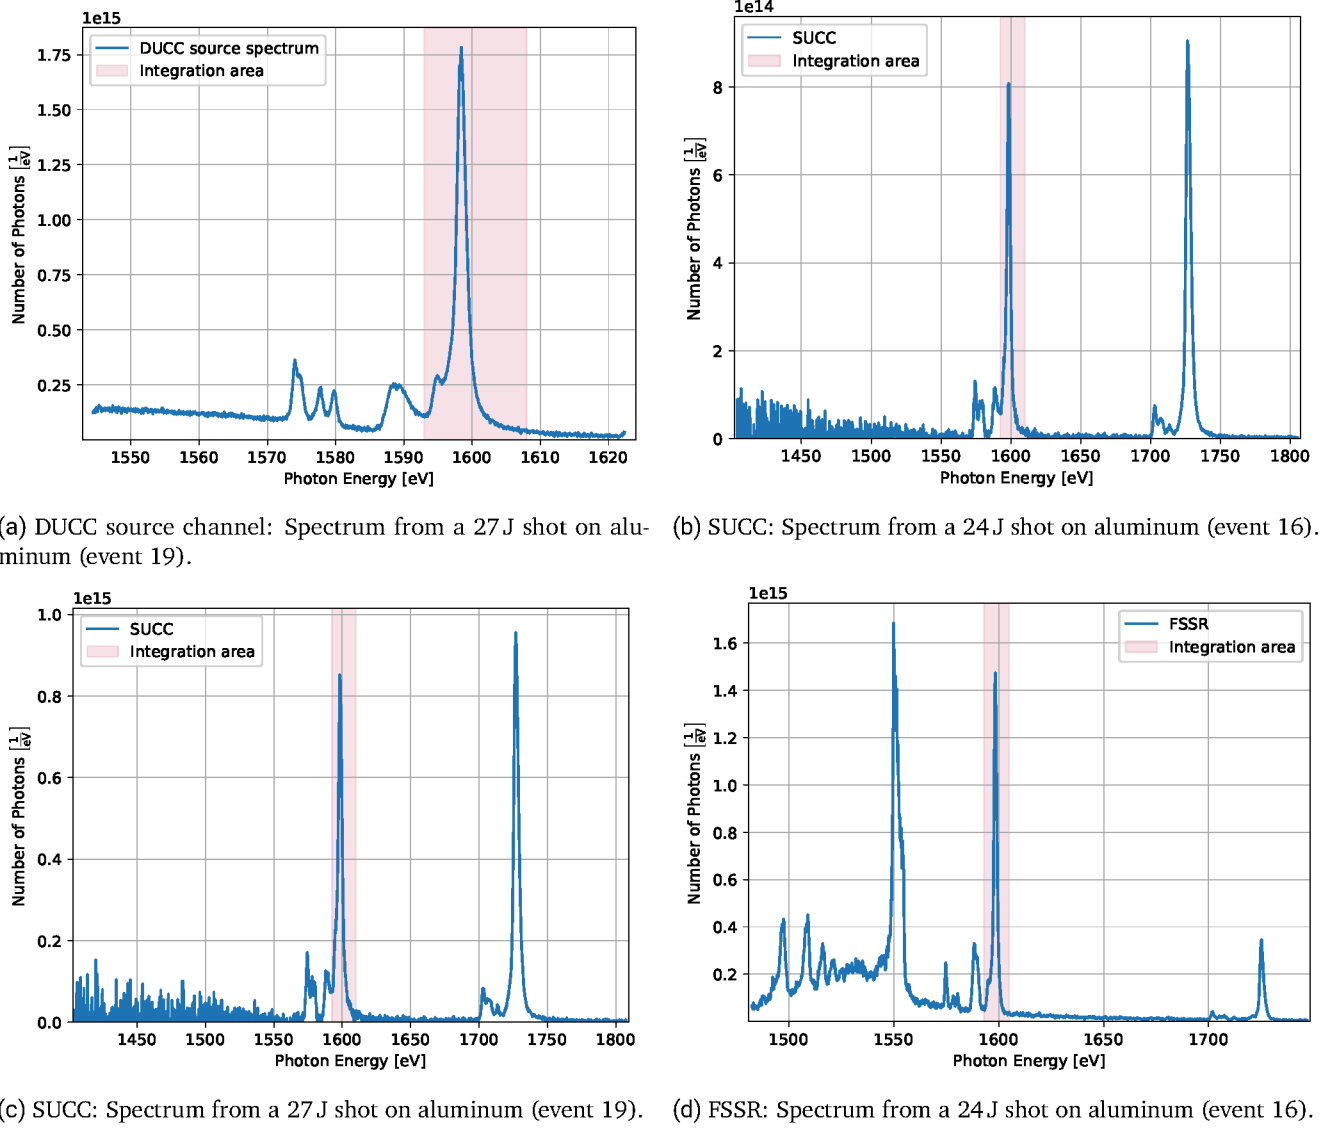 1e15
DUCC source spectrum
Integration area
1.75
1.50
1.25
1.00
0.75
0.50
0.25
Number of Photons [1/eV]
1550 1560 1570 1580 1590 1600 1610 1620
Photon Energy [eV]
(a) DUCC source channel: Spectrum from a 27 J shot on alu-
minum (event 19).
1e14
SUCC
Integration area
8
6
4
2
0
Number of Photons [1/eV]
1450 1500 1550 1600 1650 1700 1750 1800
Photon Energy [eV]
(b) SUCC: Spectrum from a 24 J shot on aluminum (event 16).
1e15
SUCC
Integration area
1.0
0.8
0.6
0.4
0.2
0.0
Number of Photons [1/eV]
1450 1500 1550 1600 1650 1700 1750 1800
Photon Energy [eV]
(c) SUCC: Spectrum from a 27 J shot on aluminum (event 19).
1e15
FSSR
Integration area
1.6
1.4
1.2
1.0
0.8
0.6
0.4
0.2
Number of Photons [1/eV]
1500 1550 1600 1650 1700
Photon Energy [eV]
(d) FSSR: Spectrum from a 24 J shot on aluminum (event 16).